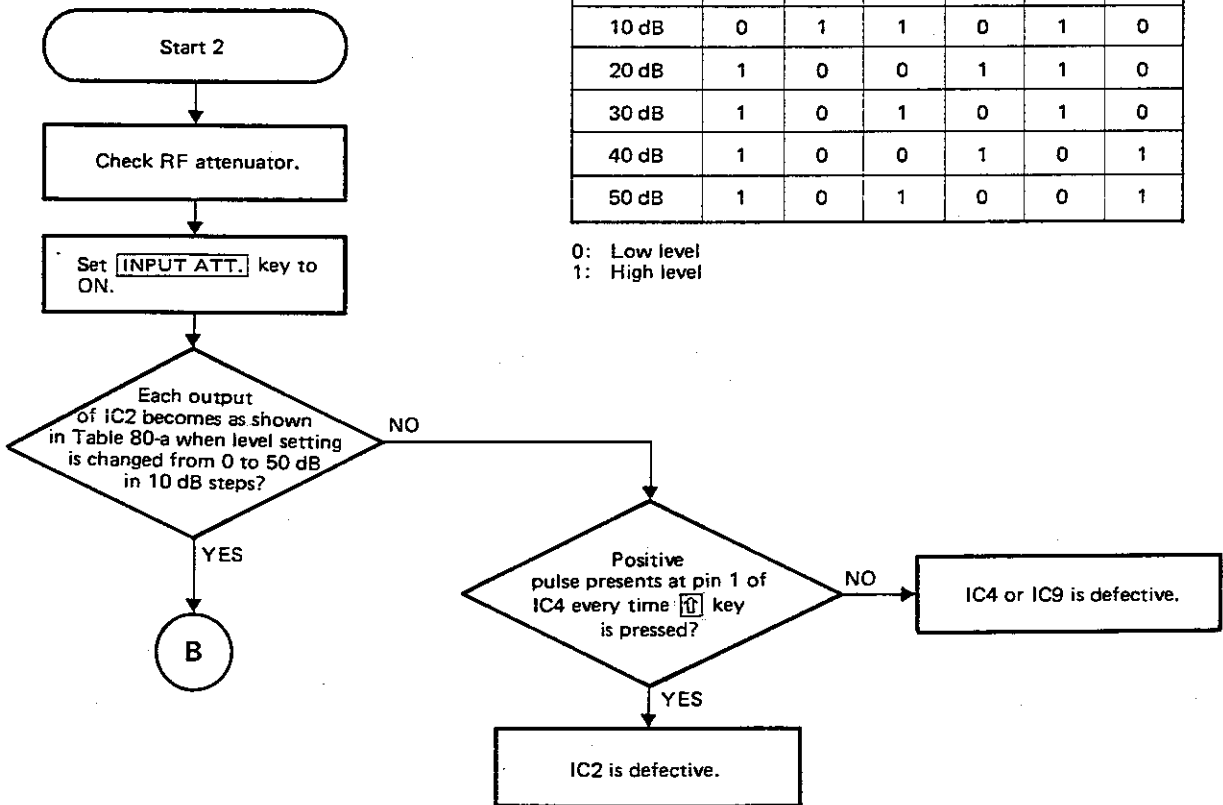 Start 2
Check RF attenuator.
Set INPUT ATT. key to
ON.
Each output
of IC2 becomes as shown
in Table 80-a when level setting
is changed from 0 to 50 dB
in 10 dB steps?
NO
YES
B
10 dB 0 1 1 0 1 0
20 dB 1 0 0 1 1 0
30 dB 1 0 1 0 1 0
40 dB 1 0 0 1 0 1
50 dB 1 0 1 0 0 1
0: Low level
1: High level
Positive
pulse presents at pin 1 of
IC4 every time ⇧ key
is pressed?
NO
IC4 or IC9 is defective.
YES
IC2 is defective.